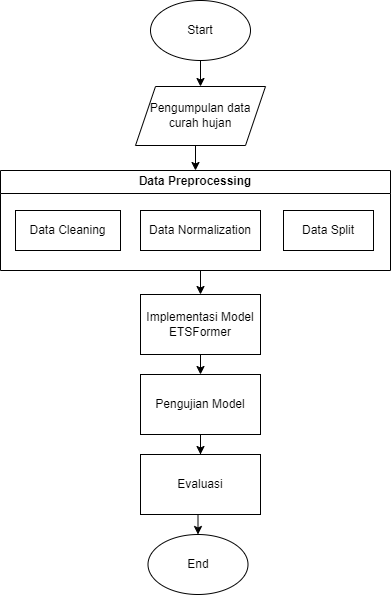 Start
Pengumpulan data
curah hujan
Data Preprocessing
Data Cleaning
Data Normalization
Data Split
Implementasi Model
ETSFormer
Pengujian Model
Evaluasi
End